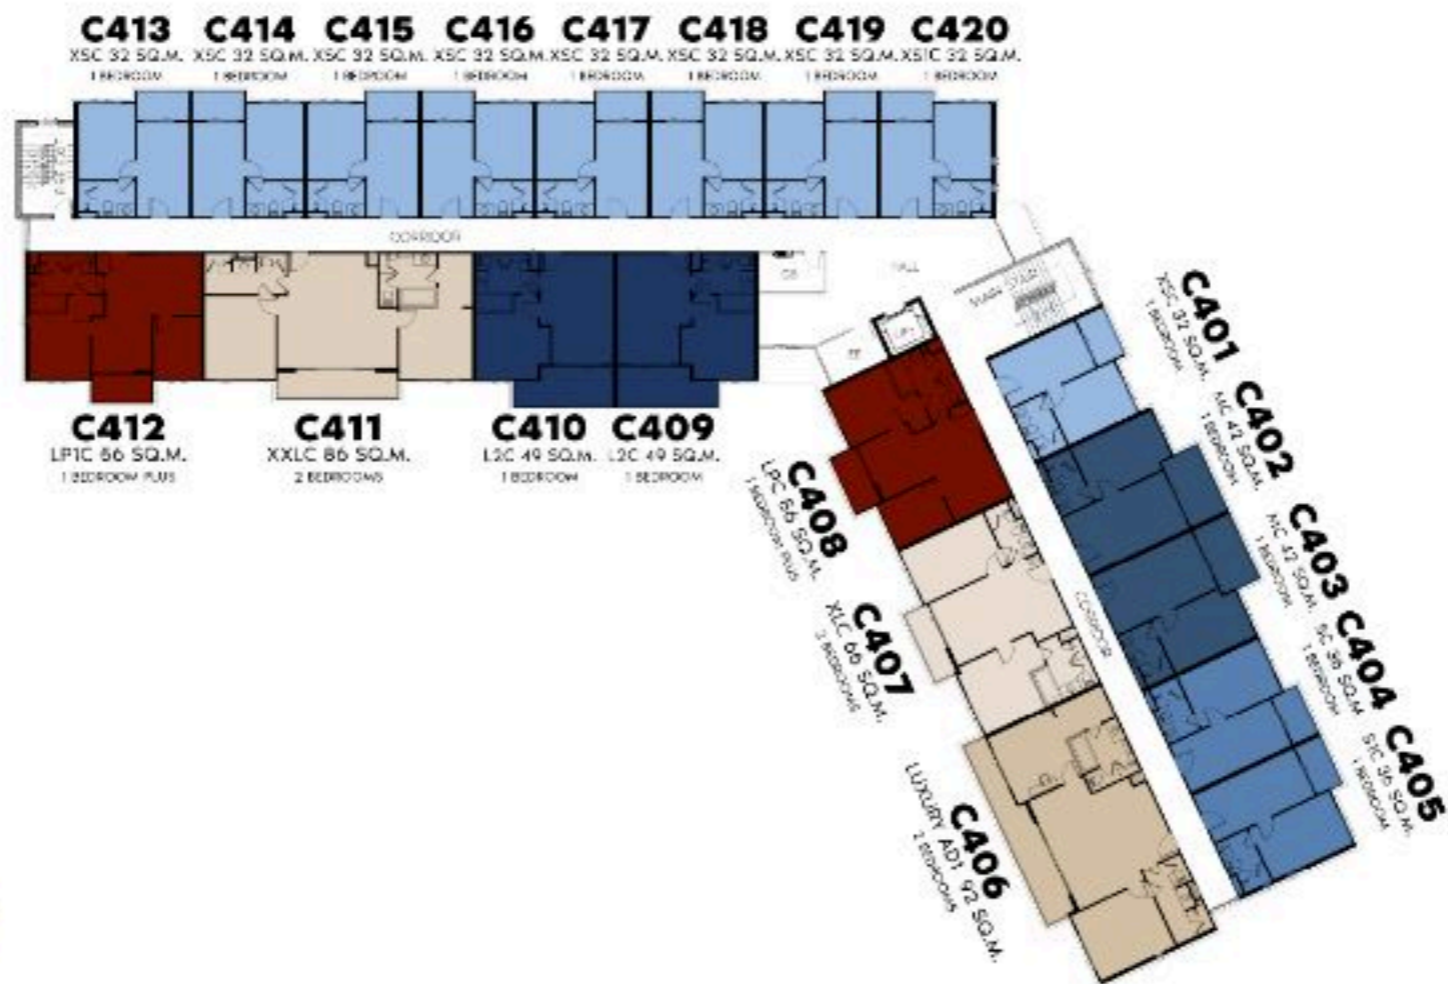 C413 C414 C415 C416 C417 C418 C419 C420
XSC 32 SQ.M. XSC 32 SQ.M. XSC 32 SQ.M. XSC 32 SQ.M. XSC 32 SQ.M. XSC 32 SQ.M. XSC 32 SQ.M. XS1C 32 SQ.M.
1 BEDROOM 1 BEDROOM 1 BEDROOM 1 BEDROOM 1 BEDROOM 1 BEDROOM 1 BEDROOM 1 BEDROOM
CORRIDOR
HALL
MAIN STAIR
C412 C411 C410 C409
LP1C 66 SQ.M. XXLC 86 SQ.M. L2C 49 SQ.M. L2C 49 SQ.M.
1 BEDROOM PLUS 2 BEDROOMS 1 BEDROOM 1 BEDROOM
C401
XSC 32 SQ.M.
1 BEDROOM
C402
MC 42 SQ.M.
1 BEDROOM
C403
MC 42 SQ.M.
1 BEDROOM
C404
SC 36 SQ.M
1 BEDROOM
C405
S1C 36 SQ.M.
1 BEDROOM
CORRIDOR
C408
LPC 66 SQ.M.
1 BEDROOM PLUS
C407
XLC 66 SQ.M.
2 BEDROOMS
C406
LUXURY AD1 92 SQ.M.
2 BEDROOMS